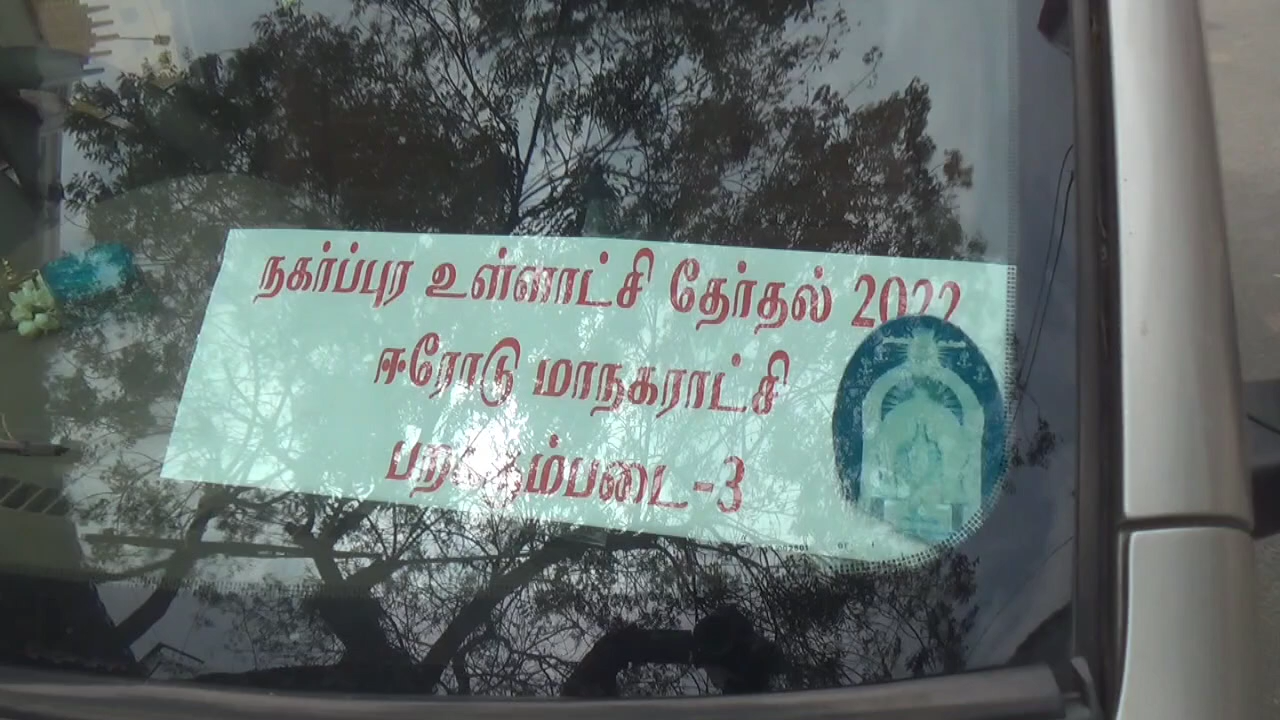 நகர்ப்புர உள்ளாட்சி தேர்தல் 2022
ஈரோடு மாநகராட்சி
பறக்கும்படை-3